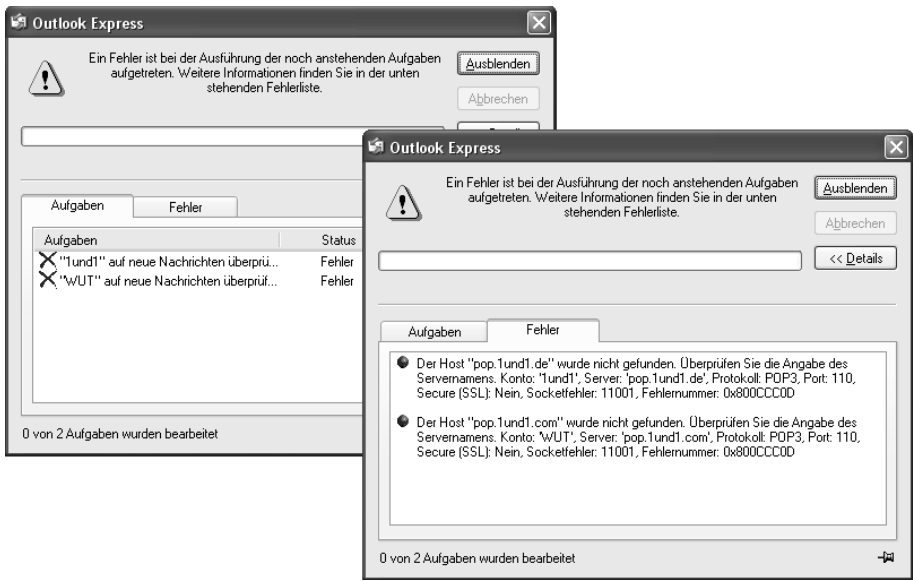 Outlook Express
Ein Fehler ist bei der Ausführung der noch anstehenden Aufgaben
aufgetreten. Weitere Informationen finden Sie in der unten
stehenden Fehlerliste.
Ausblenden
Abbrechen
Aufgaben
Fehler
Aufgaben Status
"1und1" auf neue Nachrichten überprü... Fehler
"WUT" auf neue Nachrichten überprüf... Fehler
0 von 2 Aufgaben wurden bearbeitet
Outlook Express
Ein Fehler ist bei der Ausführung der noch anstehenden Aufgaben
aufgetreten. Weitere Informationen finden Sie in der unten
stehenden Fehlerliste.
Ausblenden
Abbrechen
<< Details
Aufgaben
Fehler
Der Host "pop.1und1.de" wurde nicht gefunden. Überprüfen Sie die Angabe des
Servernamens. Konto: '1und1', Server: 'pop.1und1.de', Protokoll: POP3, Port: 110,
Secure (SSL): Nein, Socketfehler: 11001, Fehlernummer: 0x800CCC0D
Der Host "pop.1und1.com" wurde nicht gefunden. Überprüfen Sie die Angabe des
Servernamens. Konto: 'WUT', Server: 'pop.1und1.com', Protokoll: POP3, Port: 110,
Secure (SSL): Nein, Socketfehler: 11001, Fehlernummer: 0x800CCC0D
0 von 2 Aufgaben wurden bearbeitet